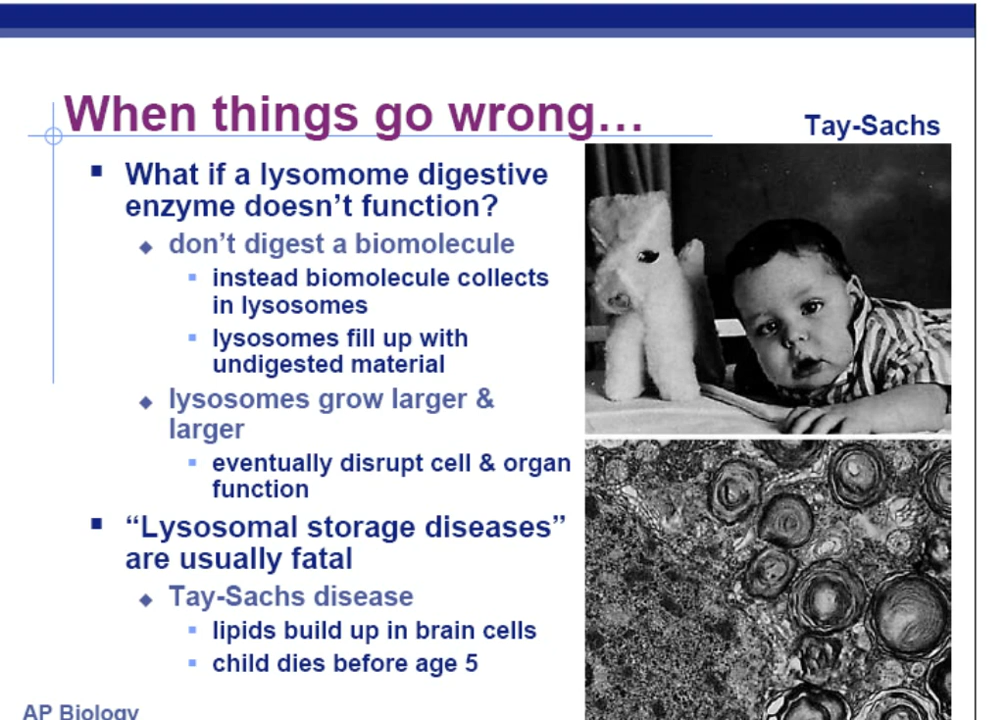 When things go wrong…
Tay-Sachs
What if a lysomome digestive
enzyme doesn’t function?
don’t digest a biomolecule
instead biomolecule collects
in lysosomes
lysosomes fill up with
undigested material
lysosomes grow larger &
larger
eventually disrupt cell & organ
function
“Lysosomal storage diseases”
are usually fatal
Tay-Sachs disease
lipids build up in brain cells
child dies before age 5
AP Biology